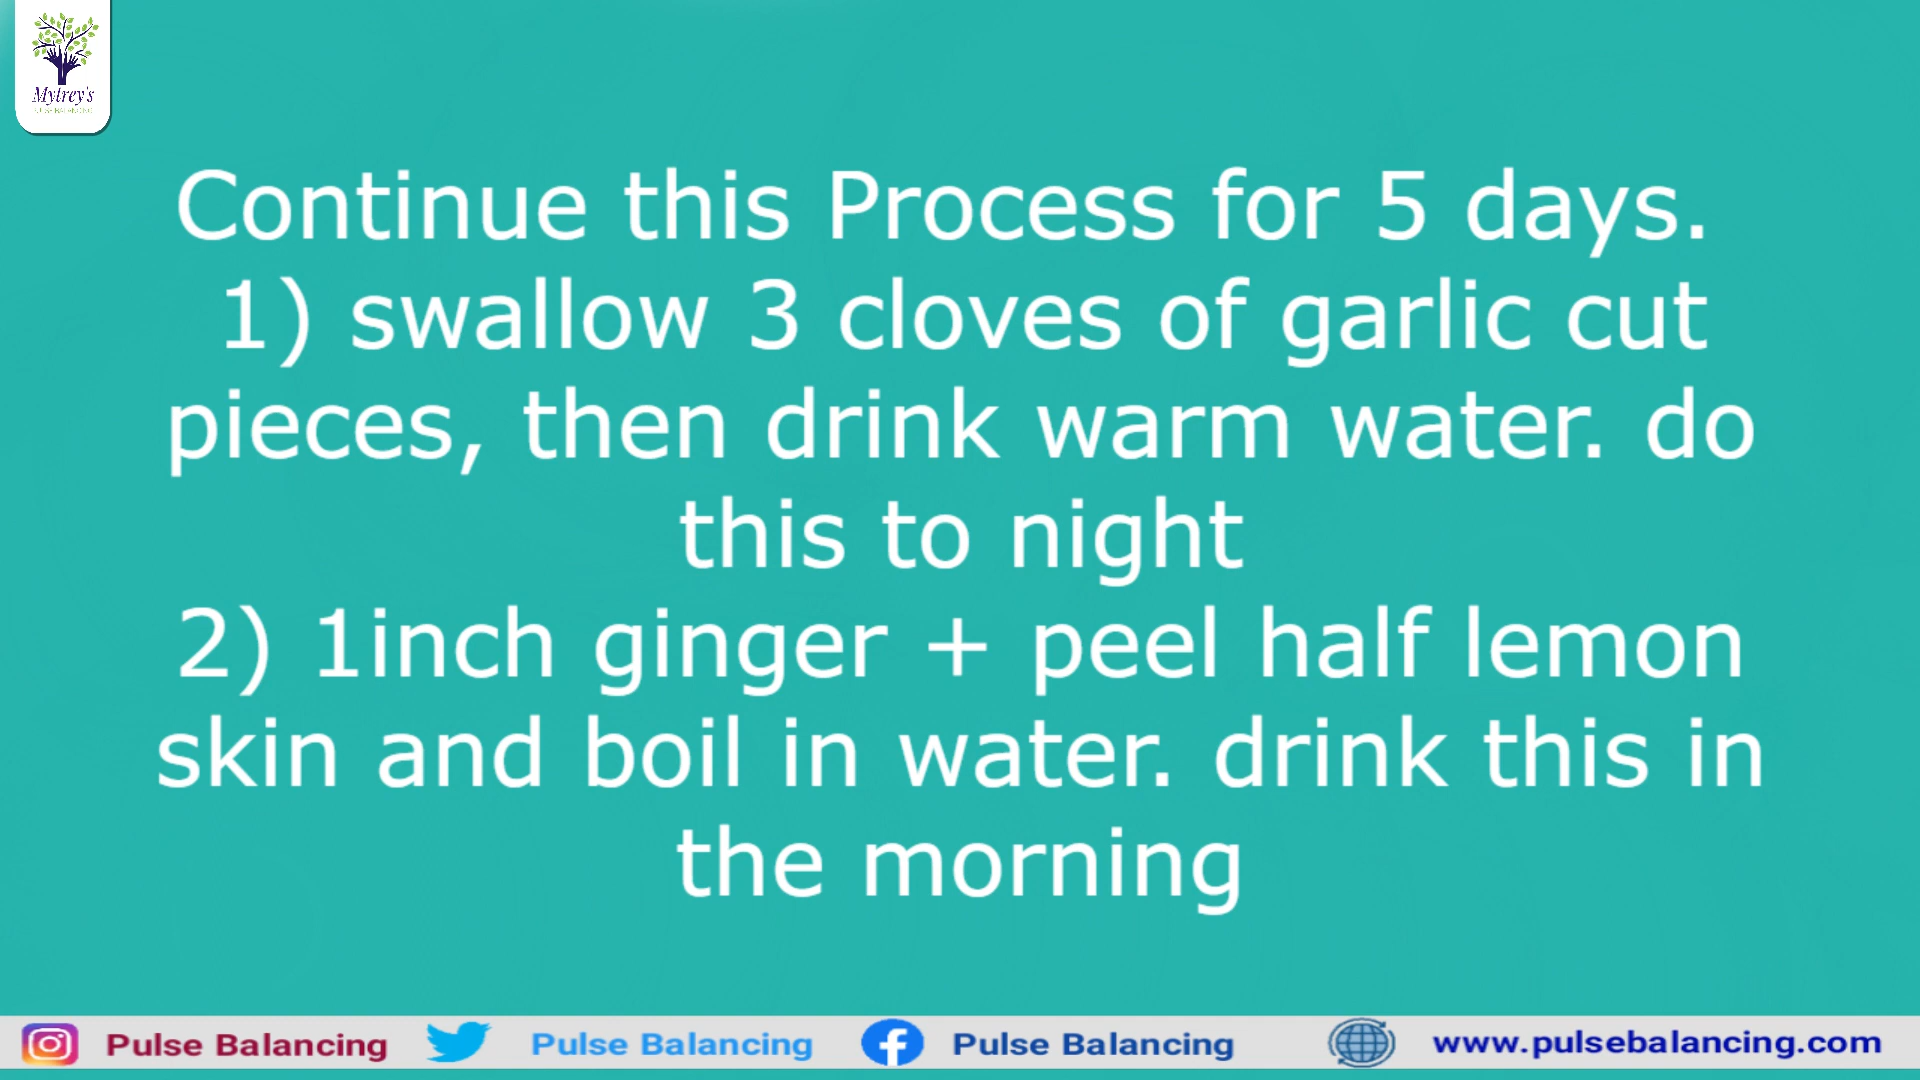 Mytrey's
PULSE BALANCING
Continue this Process for 5 days.
1) swallow 3 cloves of garlic cut
pieces, then drink warm water. do
this to night
2) 1inch ginger + peel half lemon
skin and boil in water. drink this in
the morning
Pulse Balancing Pulse Balancing Pulse Balancing www.pulsebalancing.com